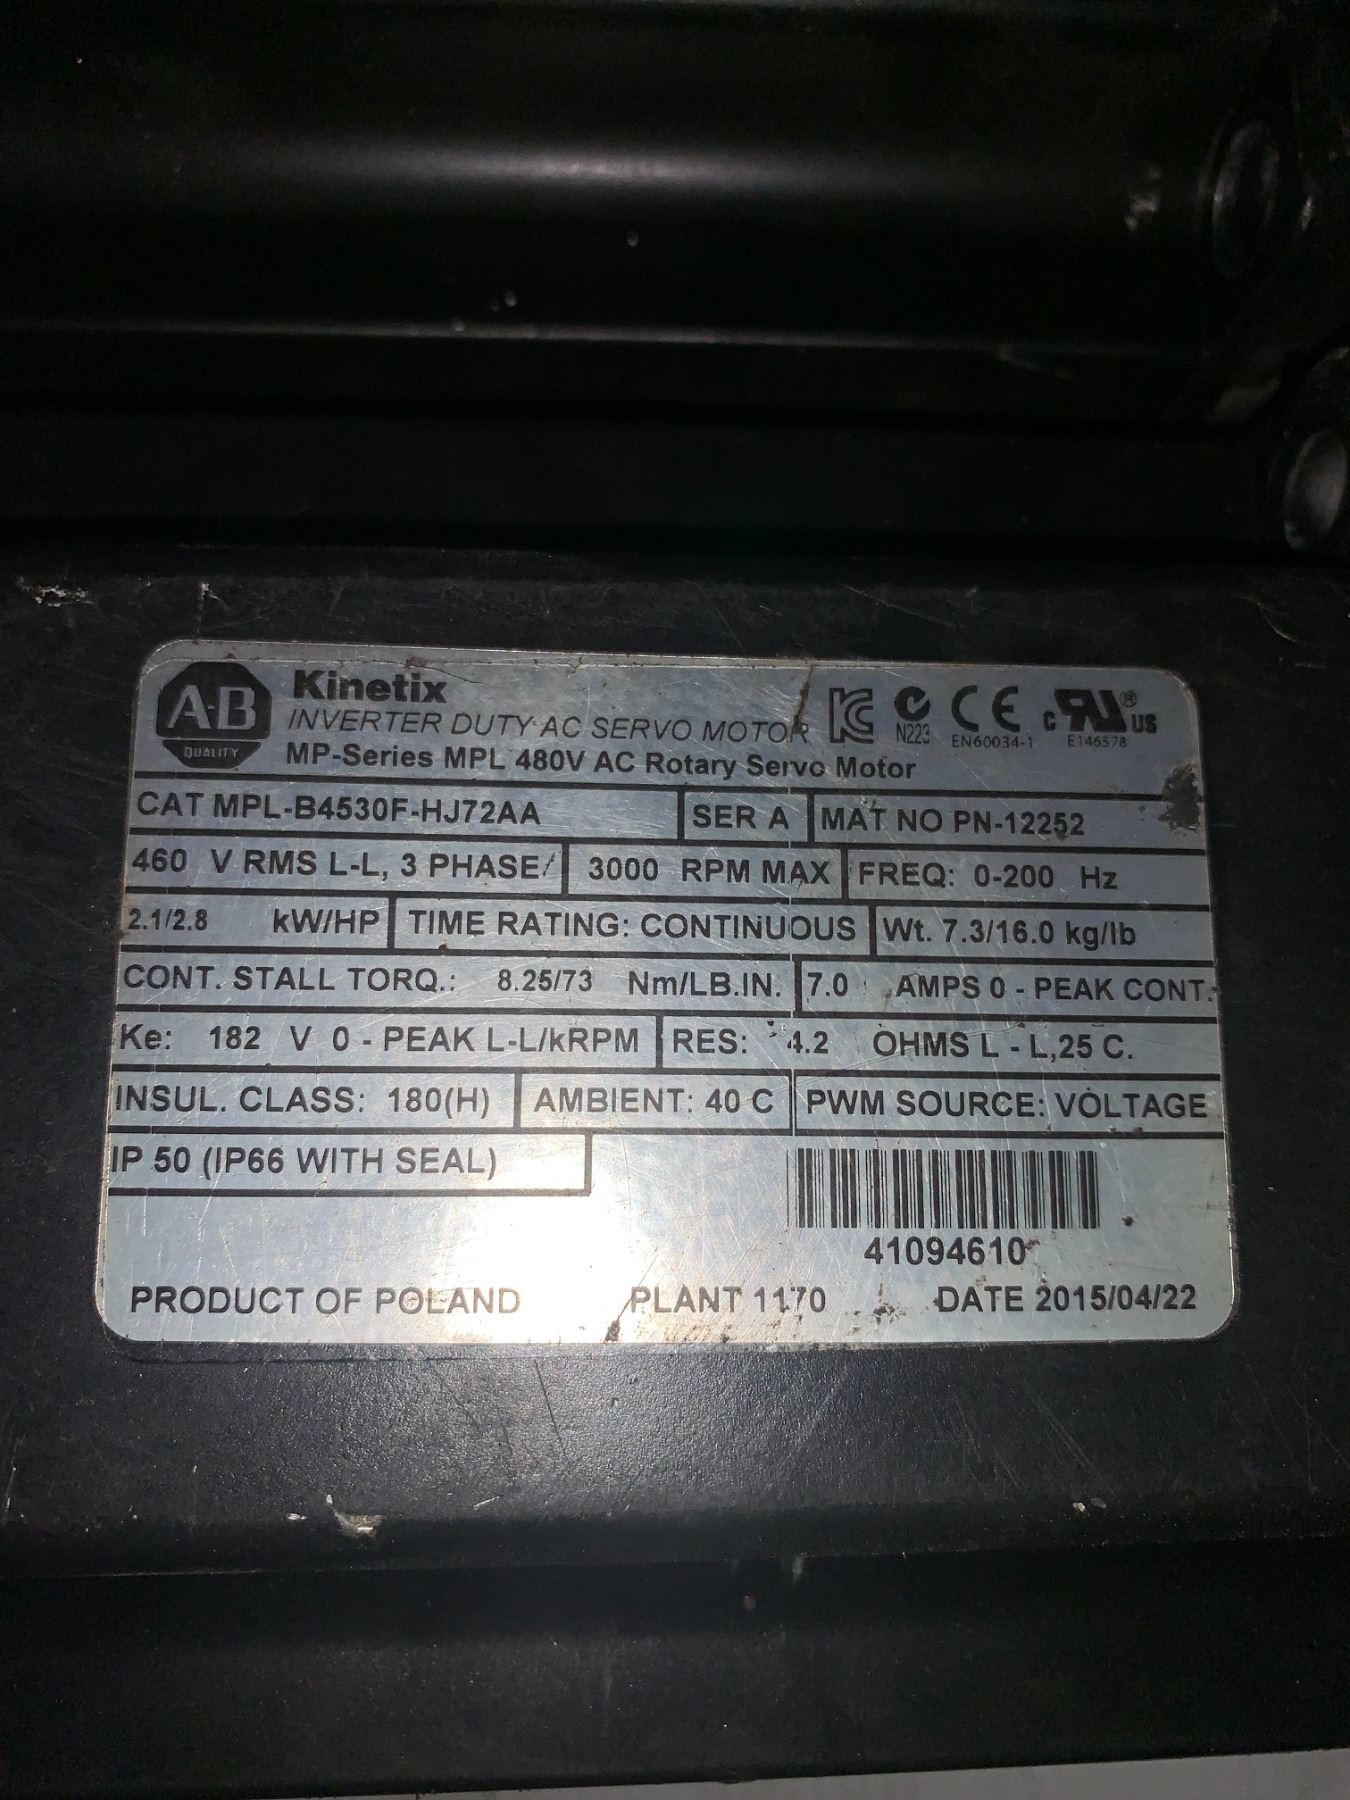 A-B
QUALITY
Kinetix
INVERTER DUTY AC SERVO MOTOR
MP-Series MPL 480V AC Rotary Servo Motor
N223
CE
EN60034-1
C US ®
E146578
CAT MPL-B4530F-HJ72AA SER A MAT NO PN-12252
460 V RMS L-L, 3 PHASE 3000 RPM MAX FREQ: 0-200 Hz
2.1/2.8 kW/HP TIME RATING: CONTINUOUS Wt. 7.3/16.0 kg/lb
CONT. STALL TORQ.: 8.25/73 Nm/LB.IN. 7.0 AMPS 0 - PEAK CONT.
Ke: 182 V 0 - PEAK L-L/kRPM RES: 4.2 OHMS L - L,25 C.
INSUL. CLASS: 180(H) AMBIENT: 40 C PWM SOURCE: VOLTAGE
IP 50 (IP66 WITH SEAL)
41094610
PRODUCT OF POLAND PLANT 1170 DATE 2015/04/22